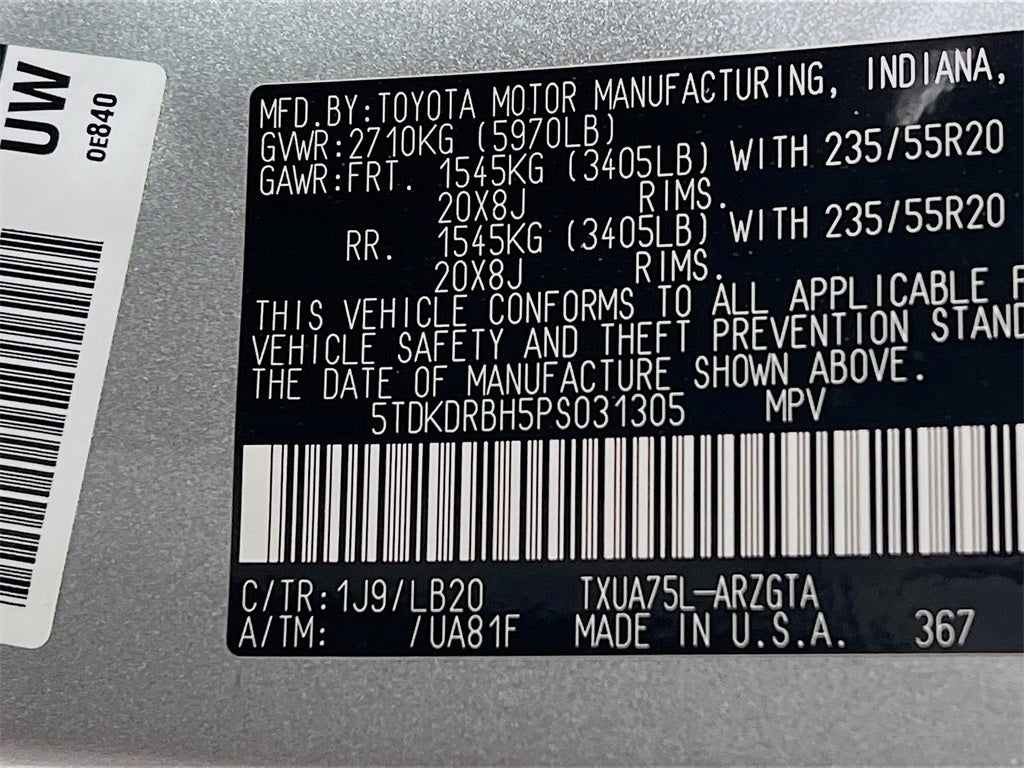 UW
OE840
MFD.BY:TOYOTA MOTOR MANUFACTURING, INDIANA,
GVWR:2710KG (5970LB)
GAWR:FRT. 1545KG (3405LB) WITH 235/55R20
20X8J RIMS.
RR. 1545KG (3405LB) WITH 235/55R20
20X8J RIMS.
THIS VEHICLE CONFORMS TO ALL APPLICABLE F
VEHICLE SAFETY AND THEFT PREVENTION STAND
THE DATE OF MANUFACTURE SHOWN ABOVE.
5TDKDRBH5PS031305 MPV
C/TR:1J9/LB20 TXUA75L-ARZGTA
A/TM: /UA81F MADE IN U.S.A. 367